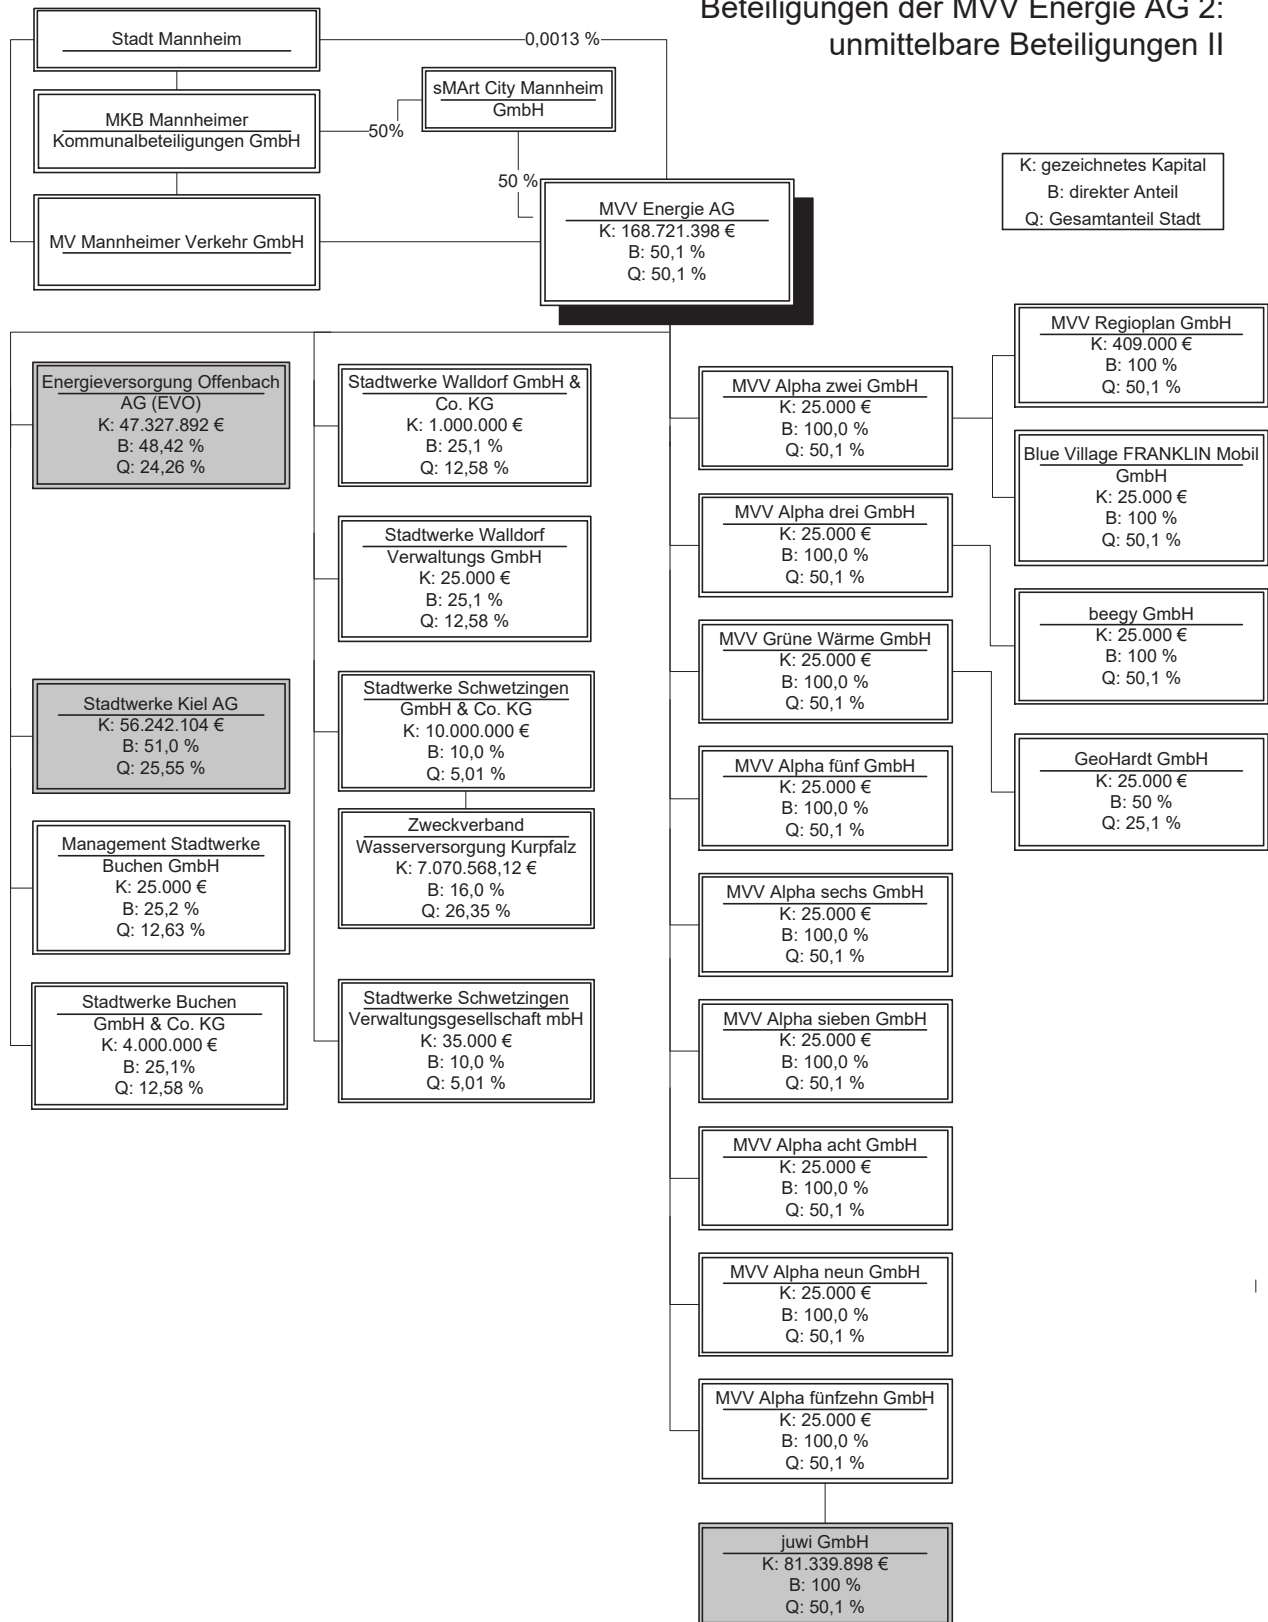 Beteiligungen der MVV Energie AG 2:
unmittelbare Beteiligungen II
Stadt Mannheim
0,0013 %
MKB Mannheimer
Kommunalbeteiligungen GmbH
50%
sMArt City Mannheim
GmbH
50 %
MV Mannheimer Verkehr GmbH
MVV Energie AG
K: 168.721.398 €
B: 50,1 %
Q: 50,1 %
K: gezeichnetes Kapital
B: direkter Anteil
Q: Gesamtanteil Stadt
Energieversorgung Offenbach
AG (EVO)
K: 47.327.892 €
B: 48,42 %
Q: 24,26 %
Stadtwerke Kiel AG
K: 56.242.104 €
B: 51,0 %
Q: 25,55 %
Management Stadtwerke
Buchen GmbH
K: 25.000 €
B: 25,2 %
Q: 12,63 %
Stadtwerke Buchen
GmbH & Co. KG
K: 4.000.000 €
B: 25,1%
Q: 12,58 %
Stadtwerke Walldorf GmbH &
Co. KG
K: 1.000.000 €
B: 25,1 %
Q: 12,58 %
Stadtwerke Walldorf
Verwaltungs GmbH
K: 25.000 €
B: 25,1 %
Q: 12,58 %
Stadtwerke Schwetzingen
GmbH & Co. KG
K: 10.000.000 €
B: 10,0 %
Q: 5,01 %
Zweckverband
Wasserversorgung Kurpfalz
K: 7.070.568,12 €
B: 16,0 %
Q: 26,35 %
Stadtwerke Schwetzingen
Verwaltungsgesellschaft mbH
K: 35.000 €
B: 10,0 %
Q: 5,01 %
MVV Alpha zwei GmbH
K: 25.000 €
B: 100,0 %
Q: 50,1 %
MVV Alpha drei GmbH
K: 25.000 €
B: 100,0 %
Q: 50,1 %
MVV Grüne Wärme GmbH
K: 25.000 €
B: 100,0 %
Q: 50,1 %
MVV Alpha fünf GmbH
K: 25.000 €
B: 100,0 %
Q: 50,1 %
MVV Alpha sechs GmbH
K: 25.000 €
B: 100,0 %
Q: 50,1 %
MVV Alpha sieben GmbH
K: 25.000 €
B: 100,0 %
Q: 50,1 %
MVV Alpha acht GmbH
K: 25.000 €
B: 100,0 %
Q: 50,1 %
MVV Alpha neun GmbH
K: 25.000 €
B: 100,0 %
Q: 50,1 %
MVV Alpha fünfzehn GmbH
K: 25.000 €
B: 100,0 %
Q: 50,1 %
juwi GmbH
K: 81.339.898 €
B: 100 %
Q: 50,1 %
MVV Regioplan GmbH
K: 409.000 €
B: 100 %
Q: 50,1 %
Blue Village FRANKLIN Mobil
GmbH
K: 25.000 €
B: 100 %
Q: 50,1 %
beegy GmbH
K: 25.000 €
B: 100 %
Q: 50,1 %
GeoHardt GmbH
K: 25.000 €
B: 50 %
Q: 25,1 %